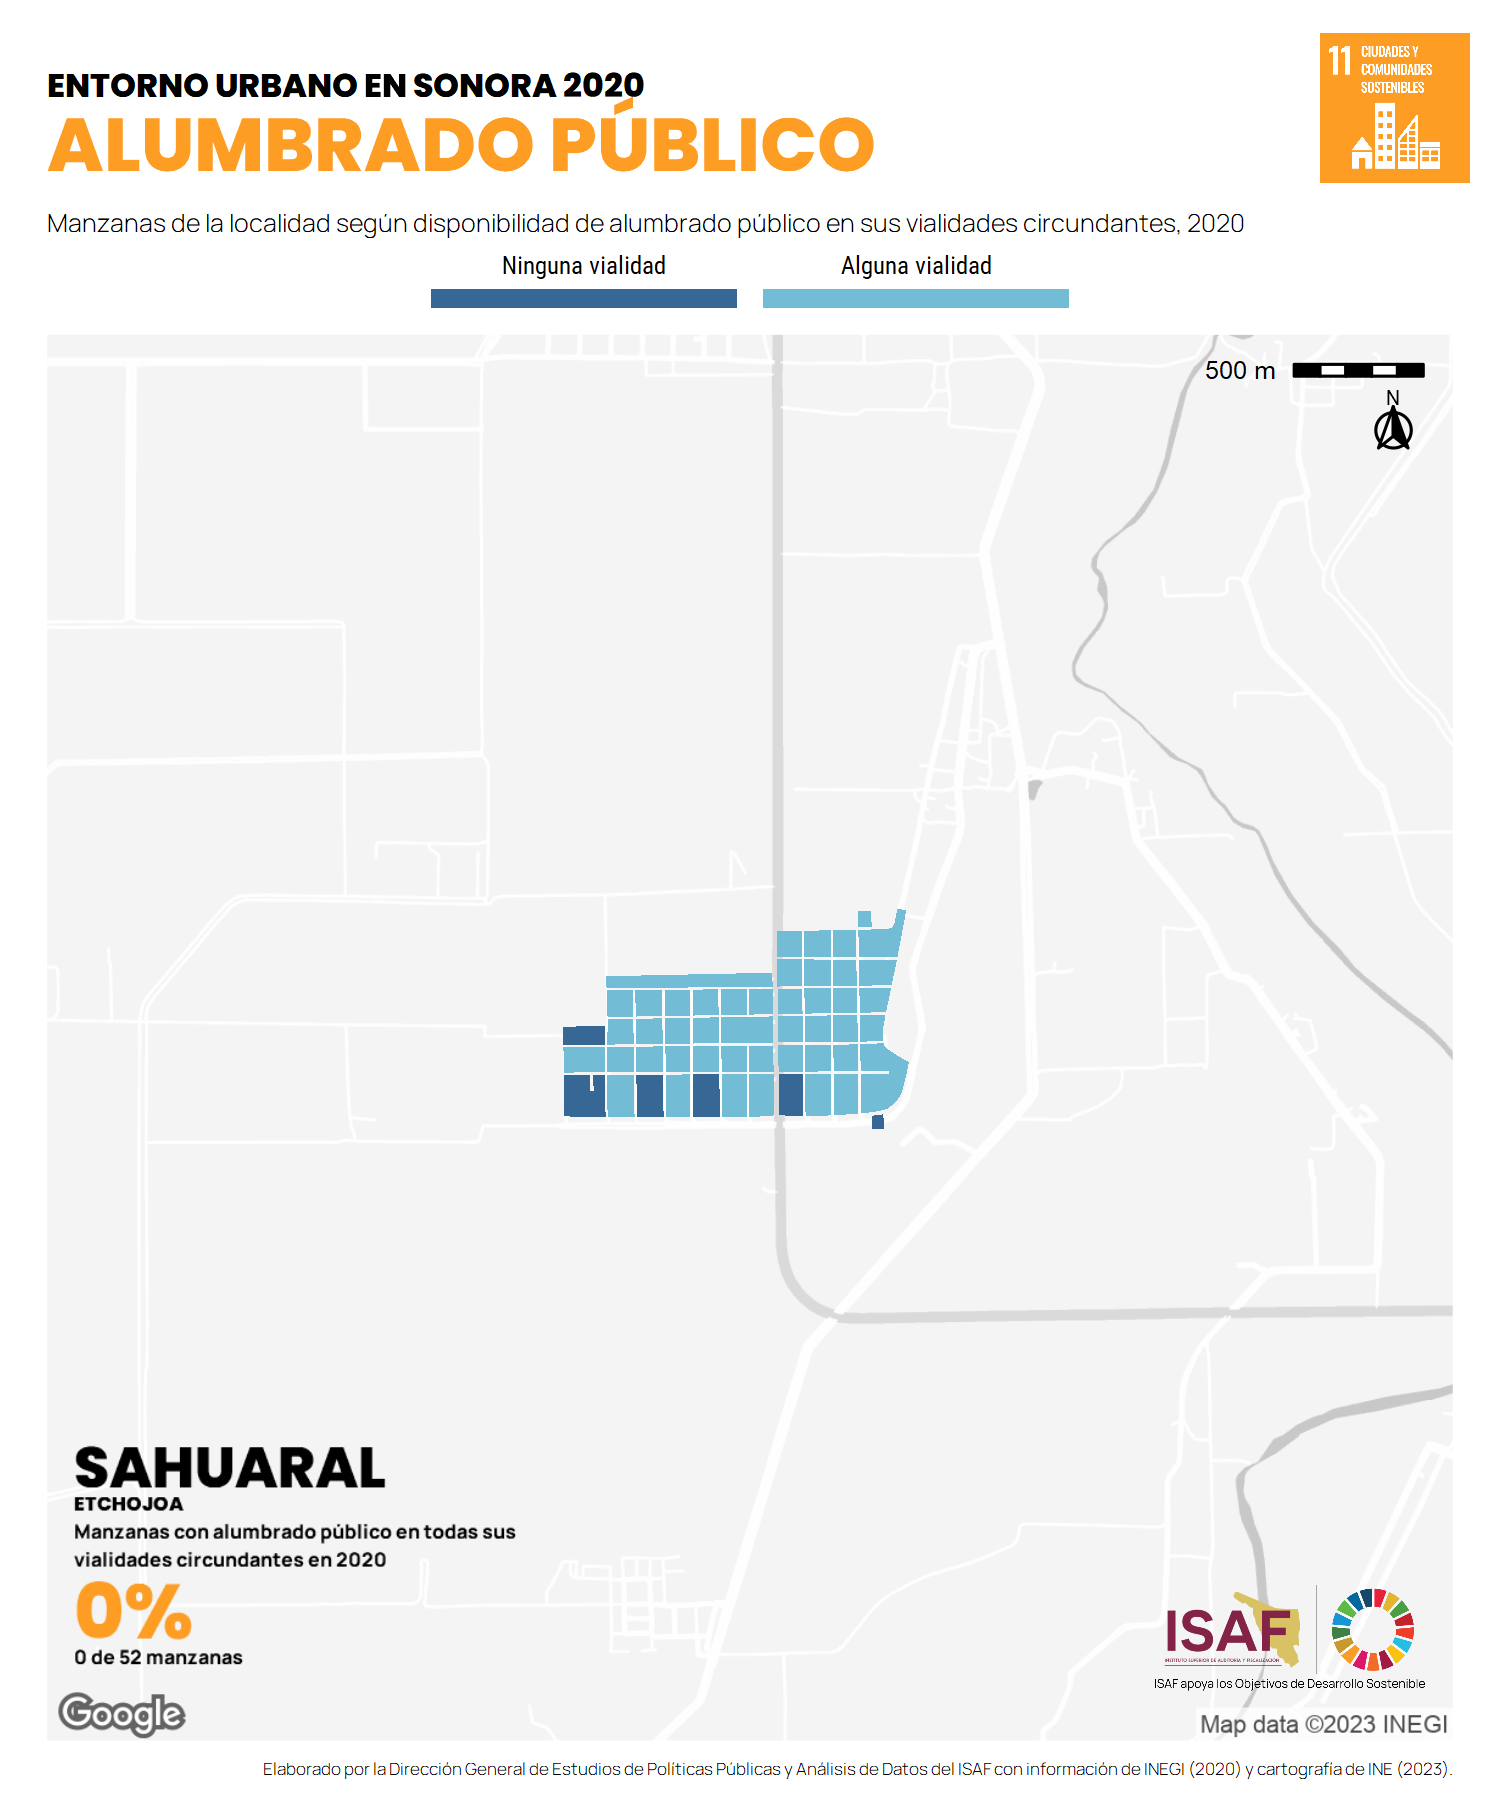 ENTORNO URBANO EN SONORA 2020
ALUMBRADO PÚBLICO
11 CIUDADES Y
COMUNIDADES
SOSTENIBLES
Manzanas de la localidad según disponibilidad de alumbrado público en sus vialidades circundantes, 2020
Ninguna vialidad
Alguna vialidad
500 m
N
SAHUARAL
ETCHOJOA
Manzanas con alumbrado público en todas sus
vialidades circundantes en 2020
0%
0 de 52 manzanas
ISAF
INSTITUTO SUPERIOR DE AUDITORÍA Y FISCALIZACIÓN
ISAF apoya los Objetivos de Desarrollo Sostenible
Google
Map data ©2023 INEGI
Elaborado por la Dirección General de Estudios de Políticas Públicas y Análisis de Datos del ISAF con información de INEGI (2020) y cartografía de INE (2023).